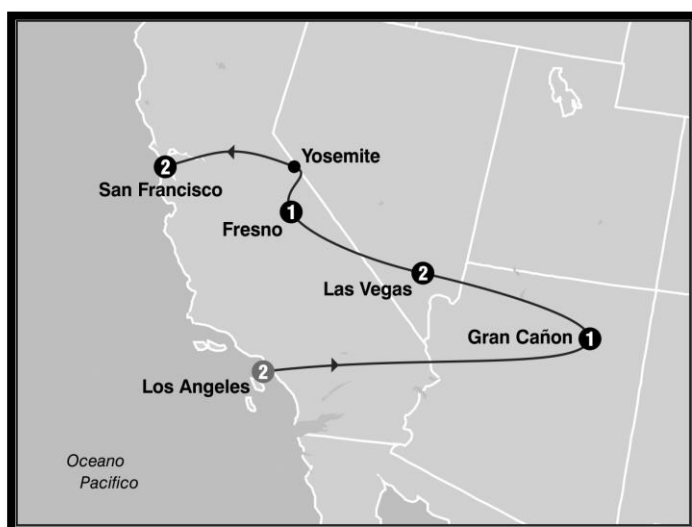 Yosemite
2
San Francisco
1
Fresno
2
Las Vegas
Gran Cañon
1
2
Los Angeles
Oceano
Pacifico